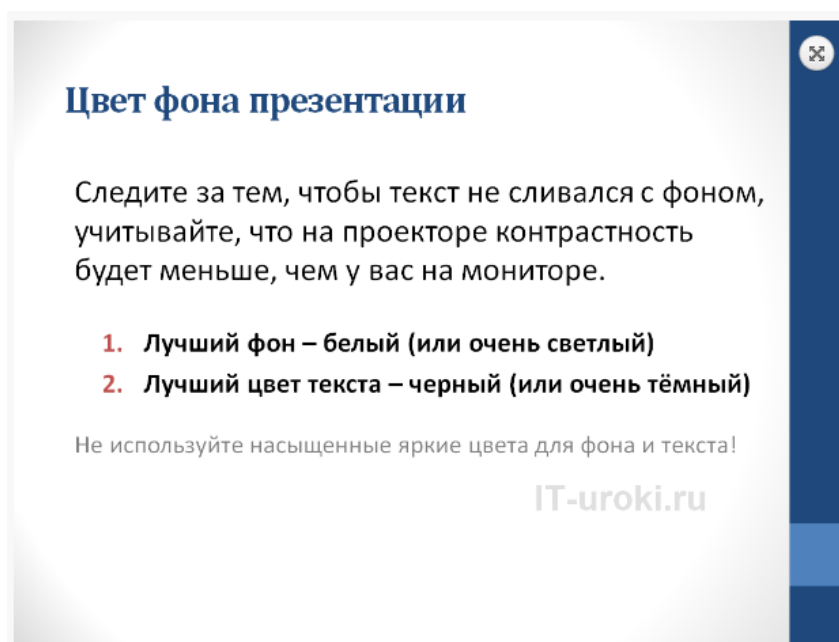 Цвет фона презентации
Следите за тем, чтобы текст не сливался с фоном,
учитывайте, что на проекторе контрастность
будет меньше, чем у вас на мониторе.
1. Лучший фон – белый (или очень светлый)
2. Лучший цвет текста – черный (или очень тёмный)
Не используйте насыщенные яркие цвета для фона и текста!
IT-uroki.ru